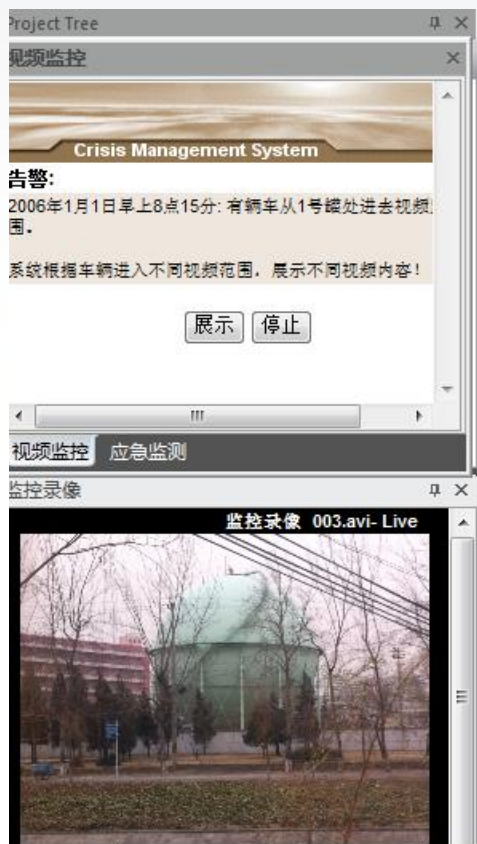 Project Tree
视频监控
Crisis Management System
告警:
2006年1月1日早上8点15分: 有辆车从1号罐处进去视频
围。
系统根据车辆进入不同视频范围，展示不同视频内容！
展示 停止
视频监控 应急监测
监控录像
监控录像 003.avi- Live